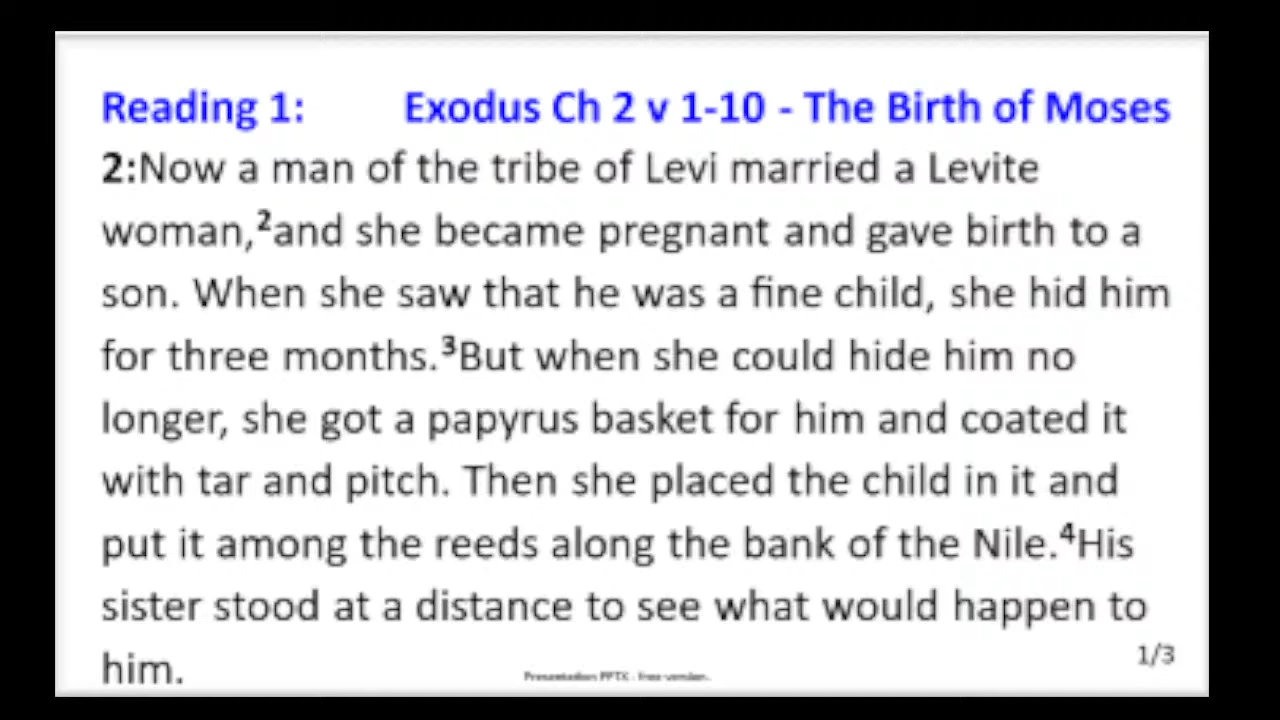 Reading 1: Exodus Ch 2 v 1-10 - The Birth of Moses
2:Now a man of the tribe of Levi married a Levite
woman,²and she became pregnant and gave birth to a
son. When she saw that he was a fine child, she hid him
for three months.³But when she could hide him no
longer, she got a papyrus basket for him and coated it
with tar and pitch. Then she placed the child in it and
put it among the reeds along the bank of the Nile.⁴His
sister stood at a distance to see what would happen to
him.
1/3
Presentation PPTX - free version.